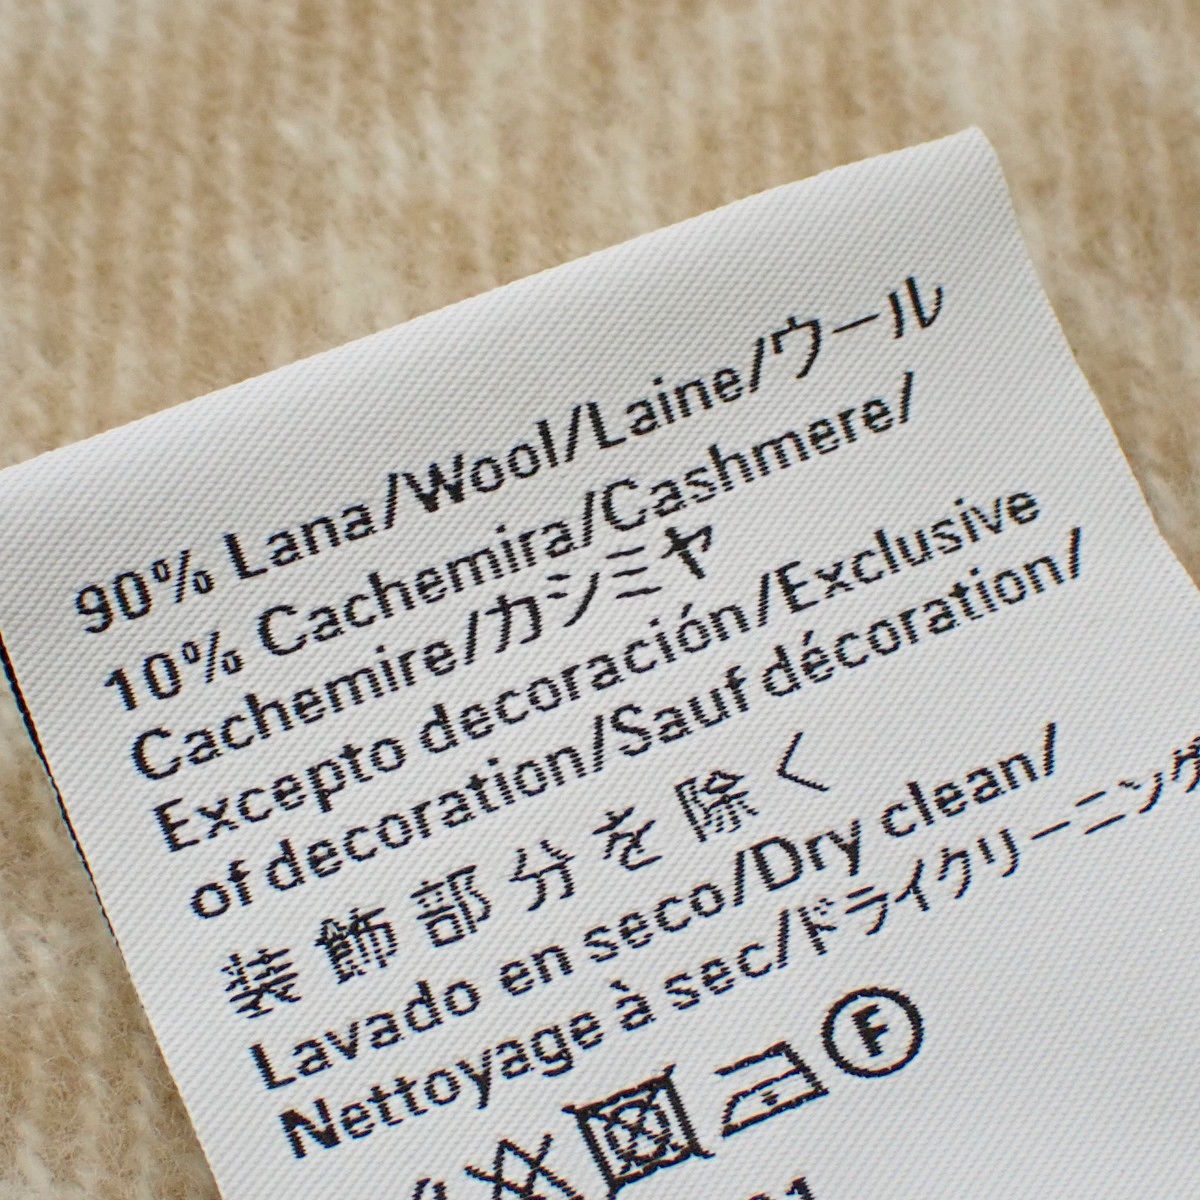 90% Lana/Wool/Laine/ウール
10% Cachemira/Cashmere/
Cachemire/カシミヤ
Excepto decoración/Exclusive
of decoration/Sauf décoration/
装飾部分を除く
Lavado en seco/Dry clean/
Nettoyage à sec/ドライクリーニング
F